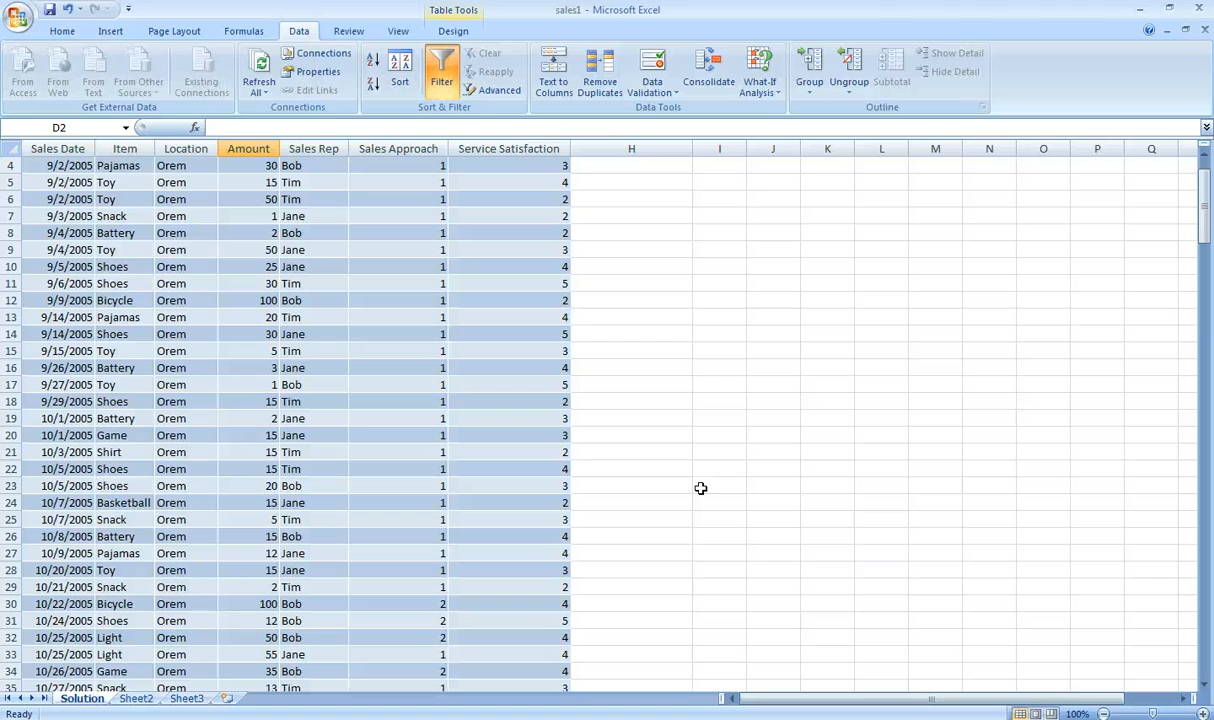 Table Tools
sales1 - Microsoft Excel
Home Insert Page Layout Formulas Data Review View Design
From Access
From Web
From Text
From Other Sources
Existing Connections
Get External Data
Refresh All
Connections
Properties
Edit Links
Connections
Sort
Filter
Clear
Reapply
Advanced
Sort & Filter
Text to Columns
Remove Duplicates
Data Validation
Consolidate
What-If Analysis
Data Tools
Group
Ungroup
Subtotal
Show Detail
Hide Detail
Outline
D2 fx
Sales Date Item Location Amount Sales Rep Sales Approach Service Satisfaction H I J K L M N O P Q
4 9/2/2005 Pajamas Orem 30 Bob 1 3
5 9/2/2005 Toy Orem 15 Tim 1 4
6 9/2/2005 Toy Orem 50 Tim 1 2
7 9/3/2005 Snack Orem 1 Jane 1 2
8 9/4/2005 Battery Orem 2 Bob 1 2
9 9/4/2005 Toy Orem 50 Jane 1 3
10 9/5/2005 Shoes Orem 25 Jane 1 4
11 9/6/2005 Shoes Orem 30 Tim 1 5
12 9/9/2005 Bicycle Orem 100 Bob 1 2
13 9/14/2005 Pajamas Orem 20 Tim 1 4
14 9/14/2005 Shoes Orem 30 Jane 1 5
15 9/15/2005 Toy Orem 5 Tim 1 3
16 9/26/2005 Battery Orem 3 Jane 1 4
17 9/27/2005 Toy Orem 1 Bob 1 5
18 9/29/2005 Shoes Orem 15 Tim 1 2
19 10/1/2005 Battery Orem 2 Jane 1 3
20 10/1/2005 Game Orem 15 Jane 1 3
21 10/3/2005 Shirt Orem 15 Tim 1 2
22 10/5/2005 Shoes Orem 15 Tim 1 4
23 10/5/2005 Shoes Orem 20 Bob 1 3
24 10/7/2005 Basketball Orem 15 Jane 1 2
25 10/7/2005 Snack Orem 5 Tim 1 3
26 10/8/2005 Battery Orem 15 Bob 1 4
27 10/9/2005 Pajamas Orem 12 Jane 1 4
28 10/20/2005 Toy Orem 15 Jane 1 3
29 10/21/2005 Snack Orem 2 Tim 1 2
30 10/22/2005 Bicycle Orem 100 Bob 2 4
31 10/24/2005 Shoes Orem 12 Bob 2 5
32 10/25/2005 Light Orem 50 Bob 2 4
33 10/25/2005 Light Orem 55 Jane 1 4
34 10/26/2005 Game Orem 35 Bob 2 4
35 10/27/2005 Snack Orem 13 Tim 1 3
Solution Sheet2 Sheet3
Ready 100%